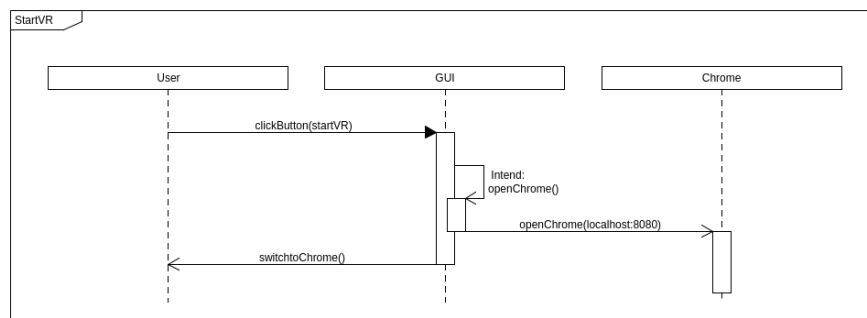 StartVR
User
GUI
Chrome
clickButton(startVR)
Intend:
openChrome()
openChrome(localhost:8080)
switchtoChrome()